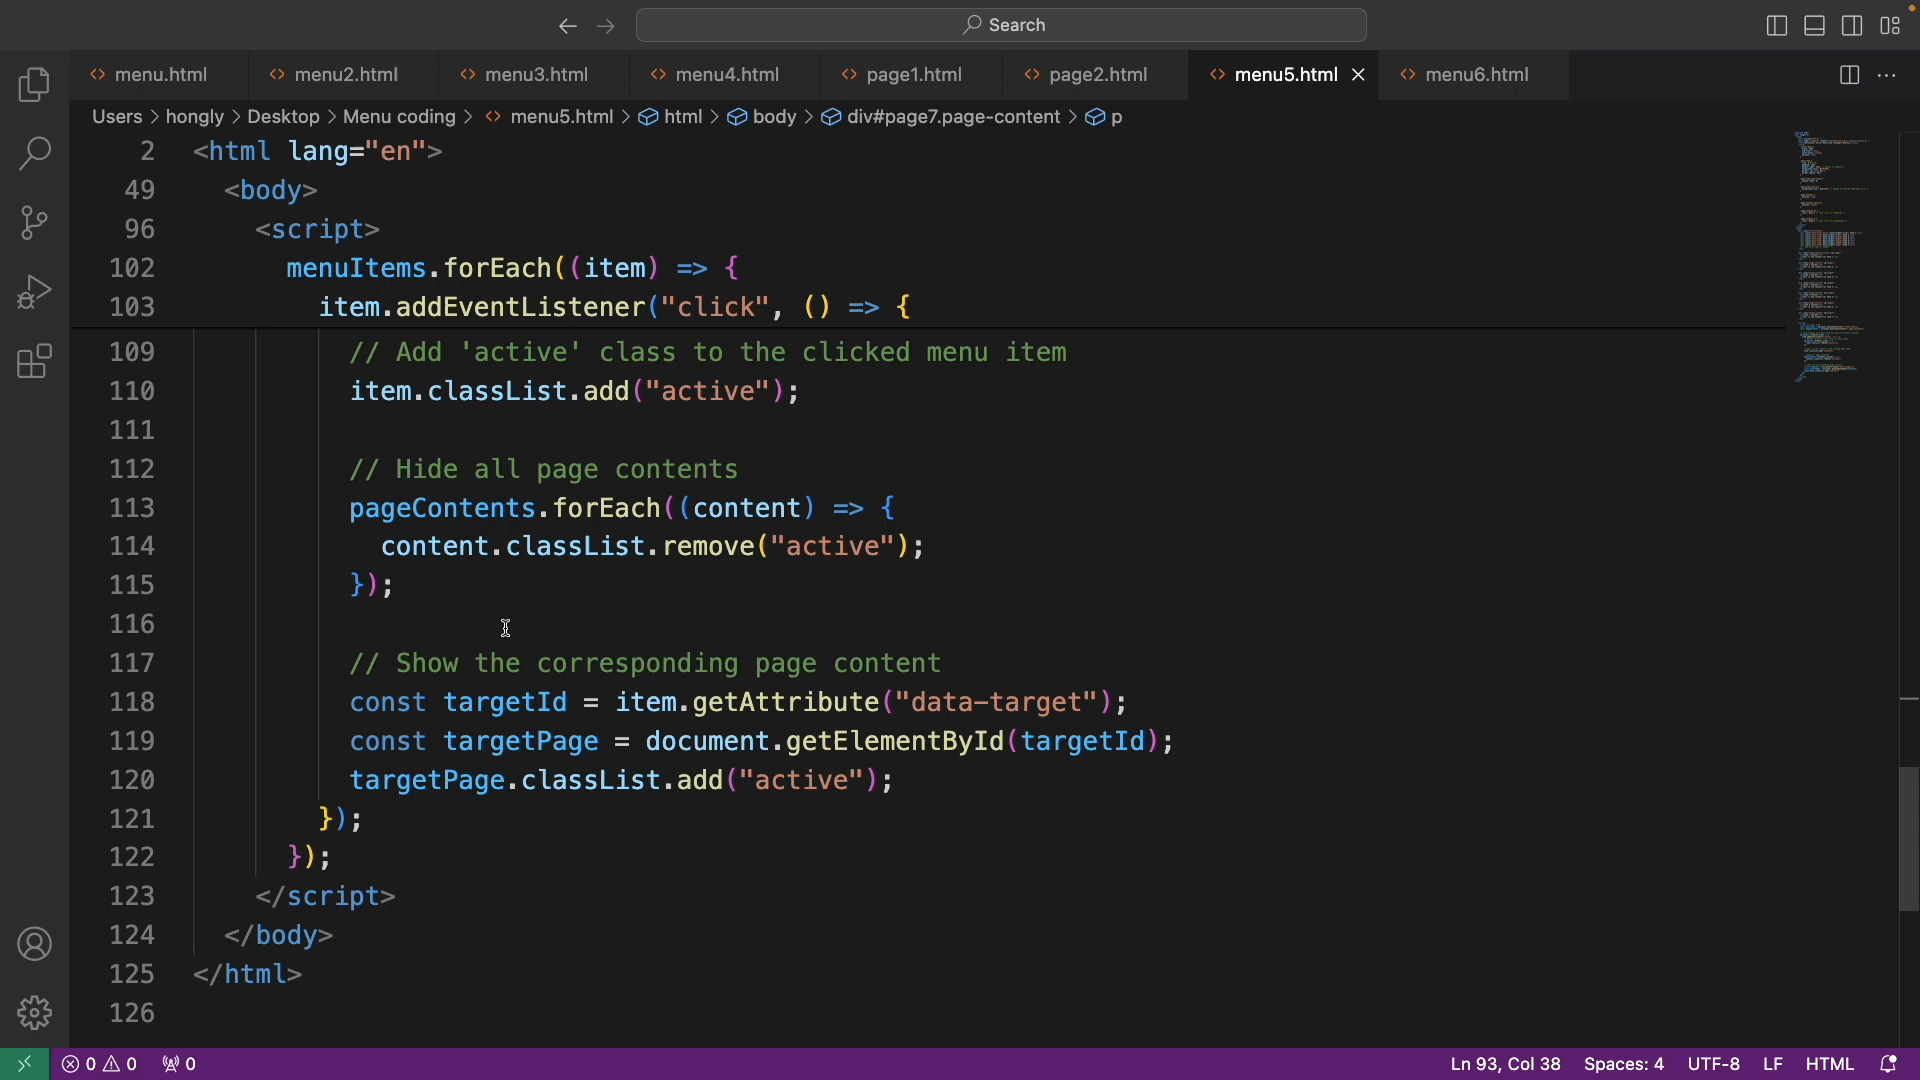 Search
menu.html menu2.html menu3.html menu4.html page1.html page2.html menu5.html menu6.html
Users > hongly > Desktop > Menu coding > menu5.html > html > body > div#page7.page-content > p
2 <html lang="en">
49 <body>
96 <script>
102 menuItems.forEach((item) => {
103 item.addEventListener("click", () => {
109 // Add 'active' class to the clicked menu item
110 item.classList.add("active");
111
112 // Hide all page contents
113 pageContents.forEach((content) => {
114 content.classList.remove("active");
115 });
116
117 // Show the corresponding page content
118 const targetId = item.getAttribute("data-target");
119 const targetPage = document.getElementById(targetId);
120 targetPage.classList.add("active");
121 });
122 });
123 </script>
124 </body>
125 </html>
126
0 0 0 Ln 93, Col 38 Spaces: 4 UTF-8 LF HTML